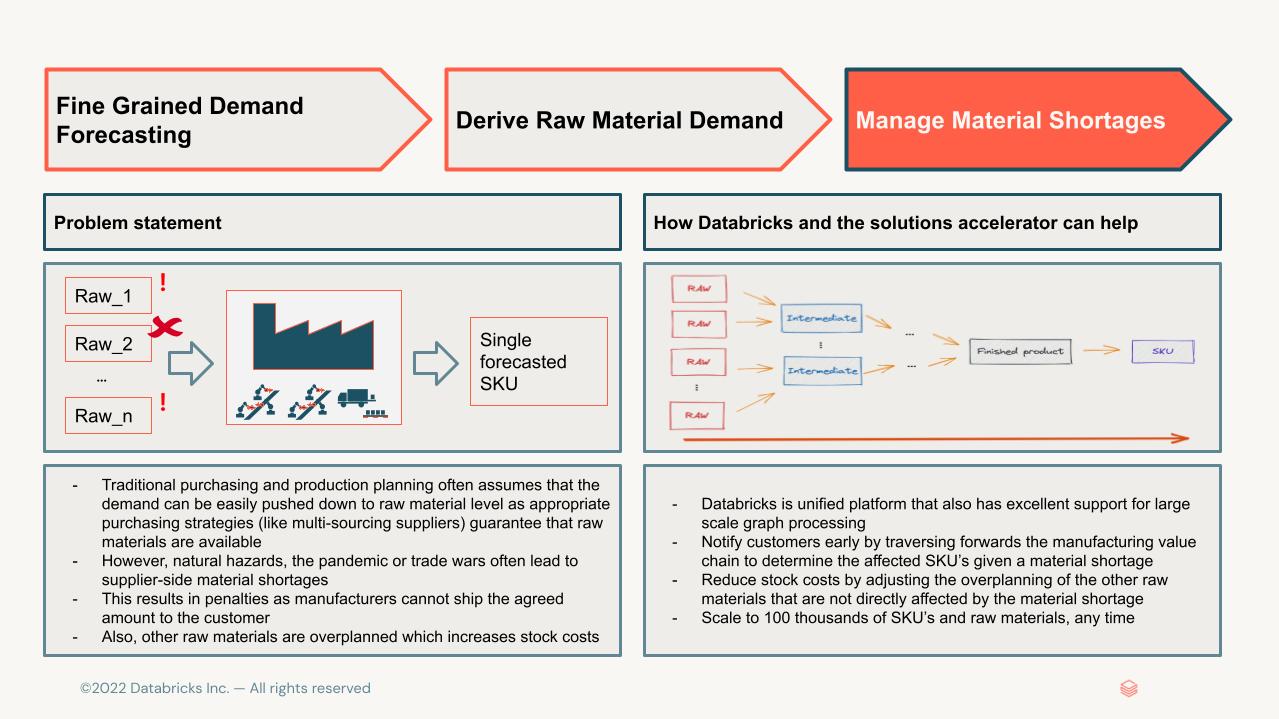 Fine Grained Demand
Forecasting
Derive Raw Material Demand
Manage Material Shortages
Problem statement
How Databricks and the solutions accelerator can help
Raw_1
!
Raw_2
...
Raw_n
!
Single
forecasted
SKU
RAW
RAW
RAW
⋮
RAW
Intermediate
⋮
Intermediate
...
...
Finished product
SKU
- Traditional purchasing and production planning often assumes that the
demand can be easily pushed down to raw material level as appropriate
purchasing strategies (like multi-sourcing suppliers) guarantee that raw
materials are available
- However, natural hazards, the pandemic or trade wars often lead to
supplier-side material shortages
- This results in penalties as manufacturers cannot ship the agreed
amount to the customer
- Also, other raw materials are overplanned which increases stock costs
- Databricks is unified platform that also has excellent support for large
scale graph processing
- Notify customers early by traversing forwards the manufacturing value
chain to determine the affected SKU's given a material shortage
- Reduce stock costs by adjusting the overplanning of the other raw
materials that are not directly affected by the material shortage
- Scale to 100 thousands of SKU's and raw materials, any time
©2022 Databricks Inc. — All rights reserved